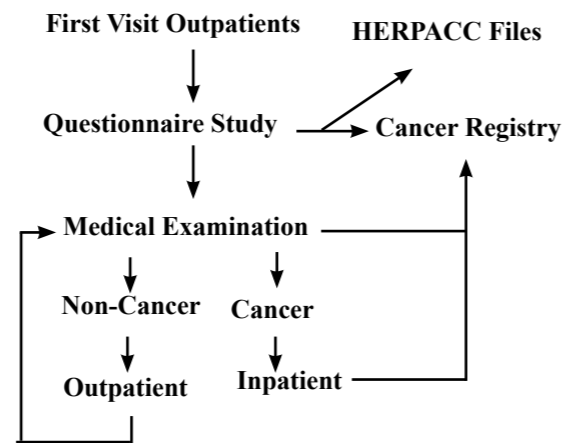 First Visit Outpatients
HERPACC Files
Questionnaire Study
Cancer Registry
Medical Examination
Non-Cancer
Cancer
Outpatient
Inpatient